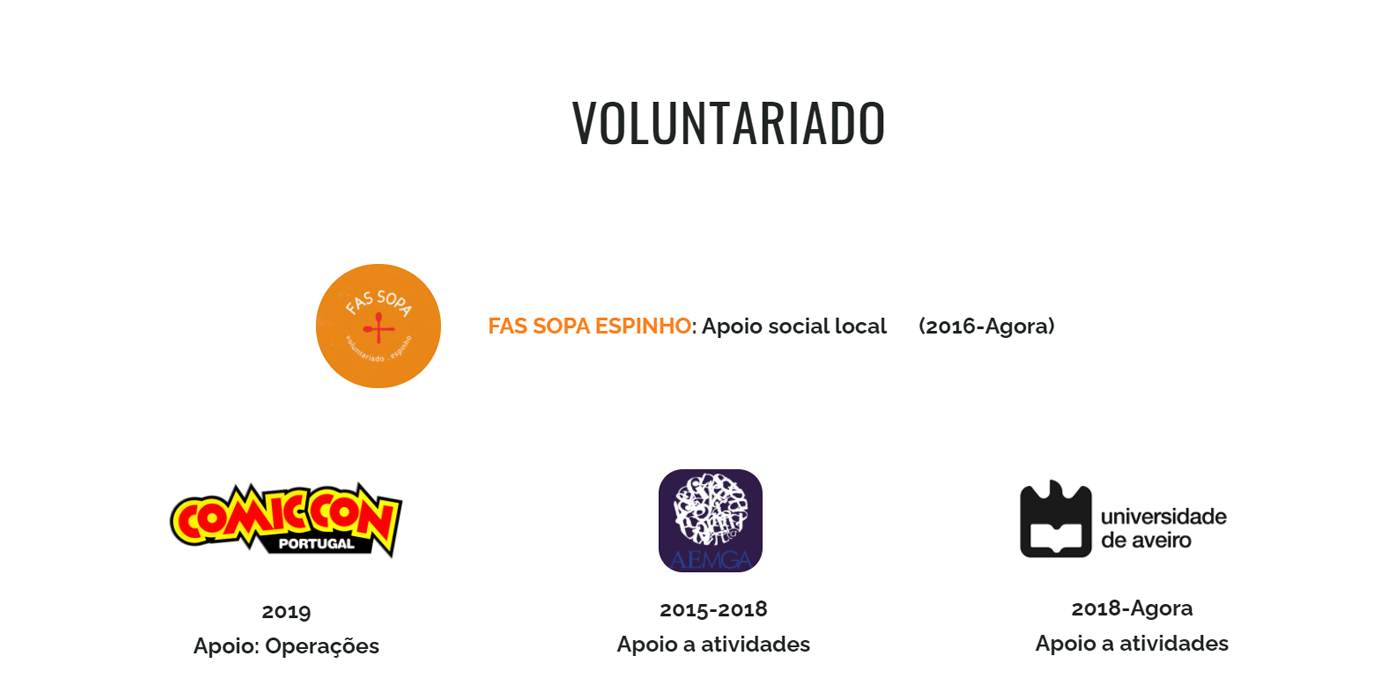 VOLUNTARIADO
FAS SOPA
voluntariado . espinho
FAS SOPA ESPINHO: Apoio social local (2016-Agora)
COMIC CON
PORTUGAL
AEMGA
universidade
de aveiro
2019
Apoio: Operações
2015-2018
Apoio a atividades
2018-Agora
Apoio a atividades